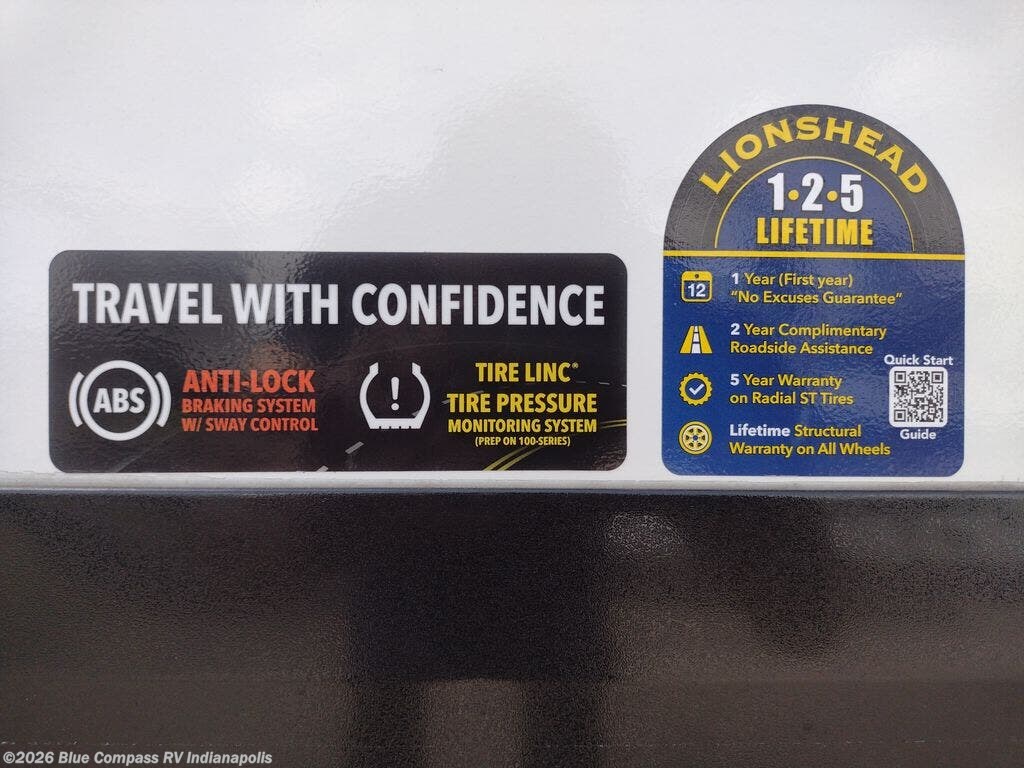 TRAVEL WITH CONFIDENCE
ABS
ANTI-LOCK
BRAKING SYSTEM
W/ SWAY CONTROL
!
TIRE LINC®
TIRE PRESSURE
MONITORING SYSTEM
(PREP ON 100-SERIES)
LIONSHEAD
1•2•5
LIFETIME
12
1 Year (First year)
"No Excuses Guarantee"
2 Year Complimentary
Roadside Assistance
5 Year Warranty
on Radial ST Tires
Lifetime Structural
Warranty on All Wheels
Quick Start
Guide
©2026 Blue Compass RV Indianapolis